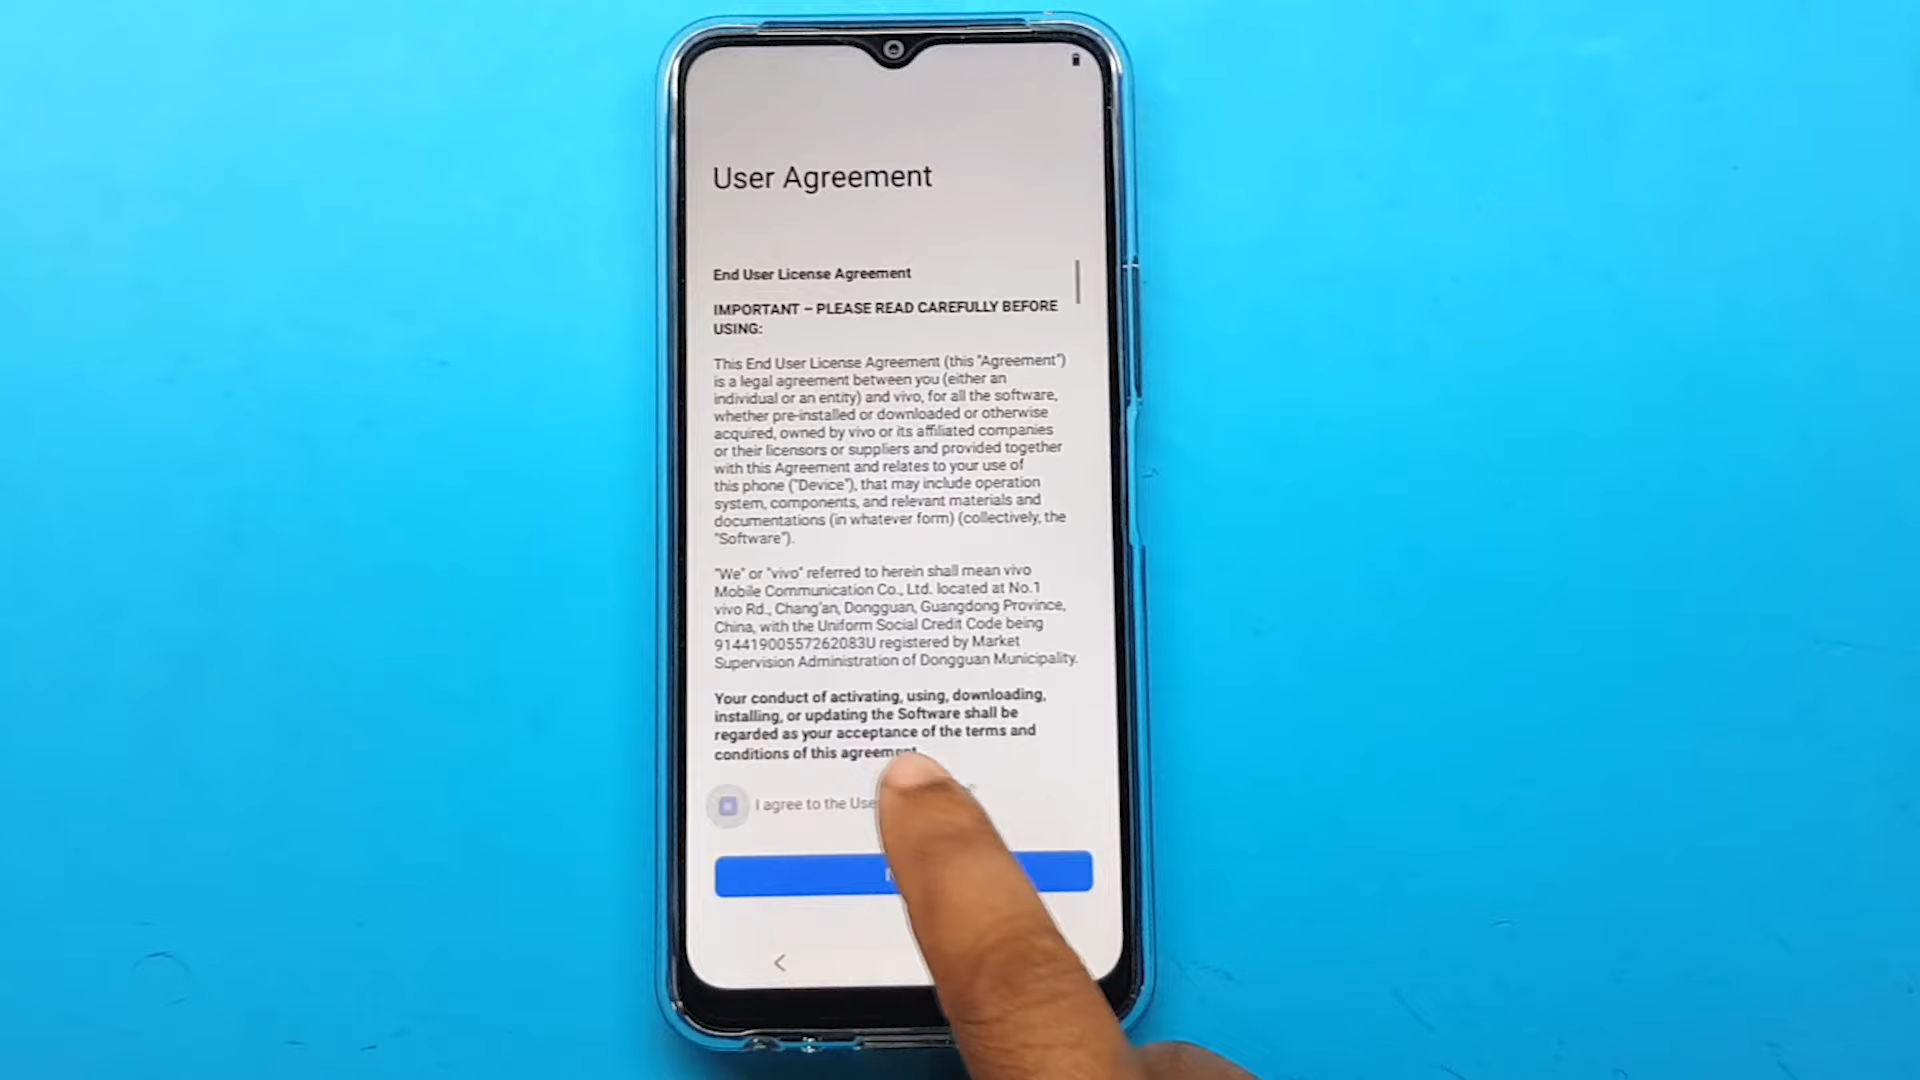 User Agreement
End User License Agreement
IMPORTANT – PLEASE READ CAREFULLY BEFORE
USING:
This End User License Agreement (this "Agreement")
is a legal agreement between you (either an
individual or an entity) and vivo, for all the software,
whether pre-installed or downloaded or otherwise
acquired, owned by vivo or its affiliated companies
or their licensors or suppliers and provided together
with this Agreement and relates to your use of
this phone ("Device"), that may include operation
system, components, and relevant materials and
documentations (in whatever form) (collectively, the
"Software").
"We" or "vivo" referred to herein shall mean vivo
Mobile Communication Co., Ltd. located at No.1
vivo Rd., Chang'an, Dongguan, Guangdong Province,
China, with the Uniform Social Credit Code being
91441900557262083U registered by Market
Supervision Administration of Dongguan Municipality.
Your conduct of activating, using, downloading,
installing, or updating the Software shall be
regarded as your acceptance of the terms and
conditions of this agreement
I agree to the Use